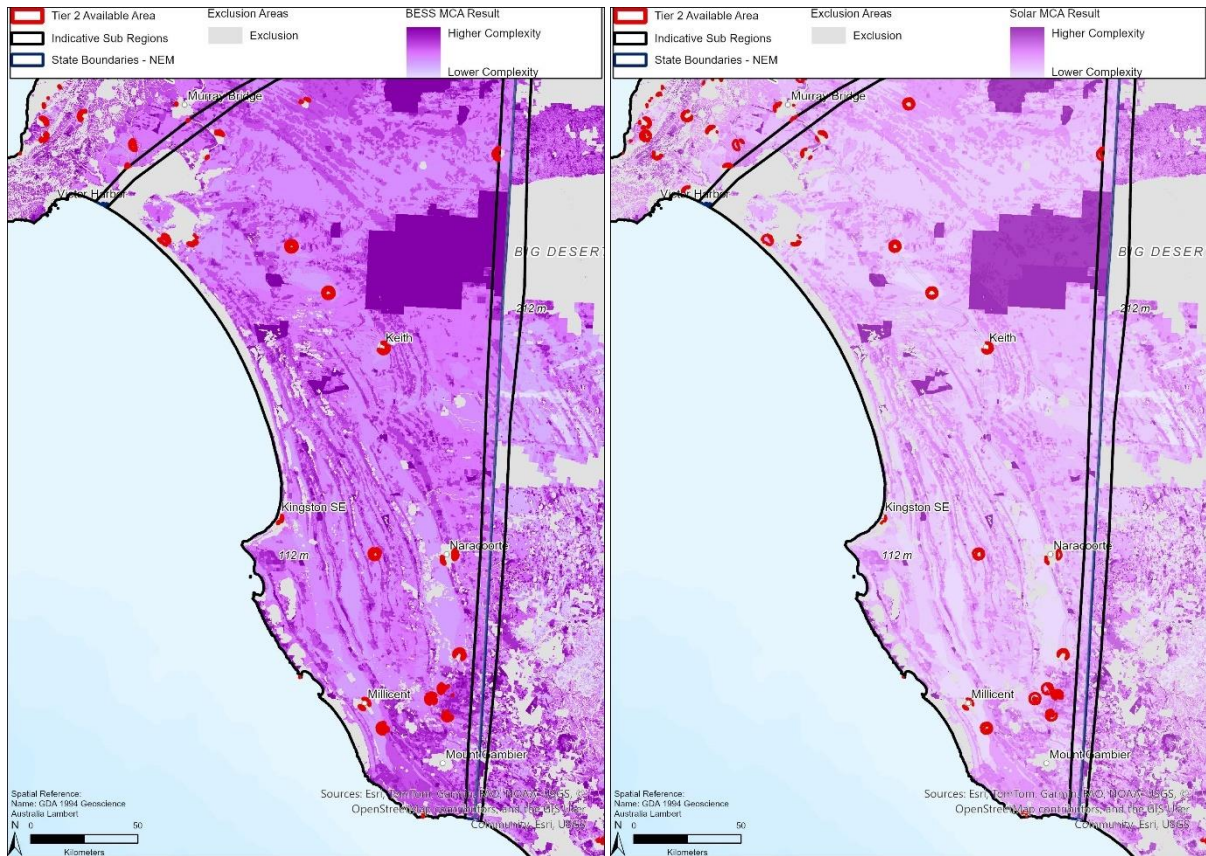 Tier 2 Available Area
Indicative Sub Regions
State Boundaries - NEM
Exclusion Areas
Exclusion
BESS MCA Result
Higher Complexity
Lower Complexity
Murray Bridge
Victor Harbor
BIG DESERT
212 m
Keith
Kingston SE
112 m
Naracoorte
Millicent
Mount Gambier
Spatial Reference:
Name: GDA 1994 Geoscience
Australia Lambert
N
0 50
Kilometers
Sources: Esri, TomTom, Garmin, FAO, NOAA, USGS, ©
OpenStreetMap contributors, and the GIS User
Community, Esri, USGS
Tier 2 Available Area
Indicative Sub Regions
State Boundaries - NEM
Exclusion Areas
Exclusion
Solar MCA Result
Higher Complexity
Lower Complexity
Murray Bridge
Victor Harbor
BIG DESER
212 m
Keith
Kingston SE
112 m
Naracoorte
Millicent
Mount Gambier
Spatial Reference:
Name: GDA 1994 Geoscience
Australia Lambert
N
0 50
Kilometers
Sources: Esri, TomTom, Garmin, FAO, NOAA, USGS, ©
OpenStreetMap contributors, and the GIS User
Community, Esri, USGS